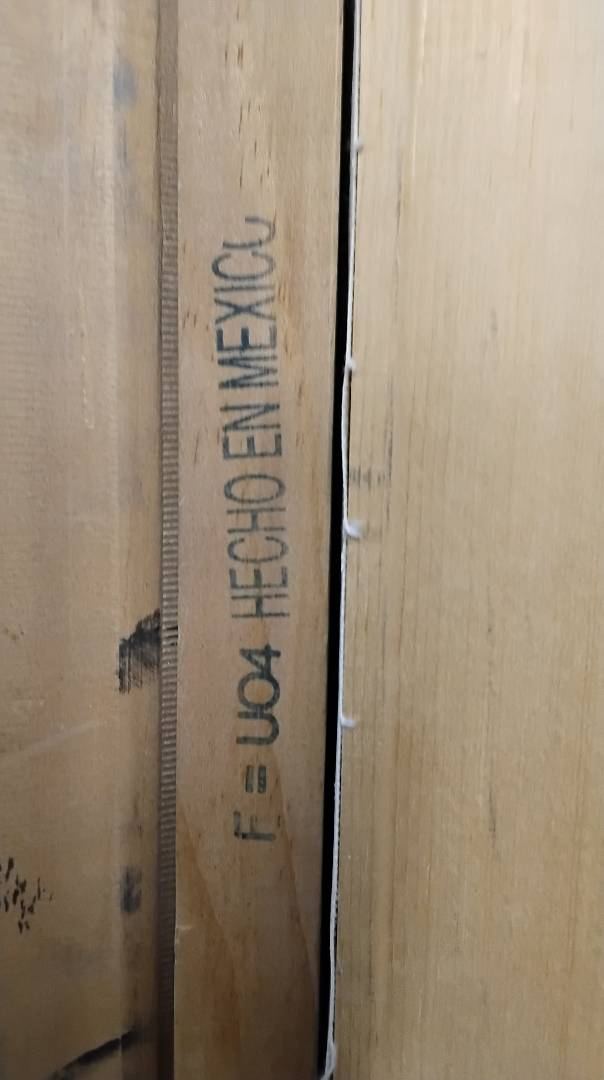 F = U04 HECHO EN MEXICO